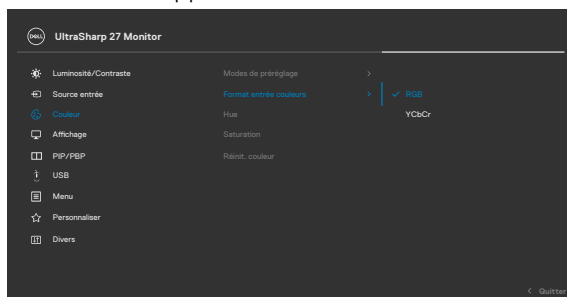 DELL UltraSharp 27 Monitor
Luminosité/Contraste Modes de préréglage >
Source entrée Format entrée couleurs > ✓ RGB
Couleur Hue YCbCr
Affichage Saturation
PIP/PBP Réinit. couleur
USB
Menu
Personnaliser
Divers
< Quitter